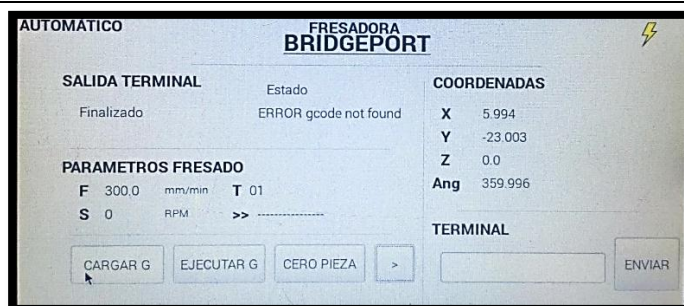 AUTOMÁTICO
FRESADORA
BRIDGEPORT
SALIDA TERMINAL
Estado
Finalizado
ERROR gcode not found
PARAMETROS FRESADO
F 300,0 mm/min T 01
S 0 RPM >> ---------------
CARGAR G
EJECUTAR G
CERO PIEZA
>
COORDENADAS
X 5.994
Y -23.003
Z 0.0
Ang 359.996
TERMINAL
ENVIAR